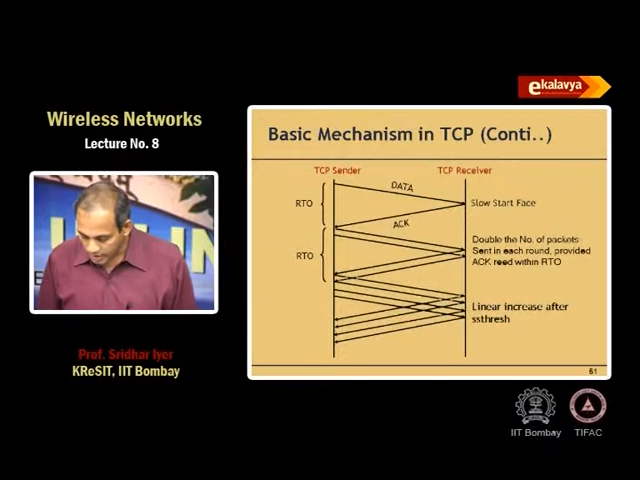 ekalavya
Wireless Networks
Lecture No. 8
Basic Mechanism in TCP (Conti..)
TCP Sender
TCP Receiver
DATA
RTO
Slow Start Face
ACK
RTO
Double the No. of packets
Sent in each round, provided
ACK reed within RTO
Linear increase after
ssthresh
61
Prof. Sridhar Iyer
KReSIT, IIT Bombay
IIT Bombay
TIFAC